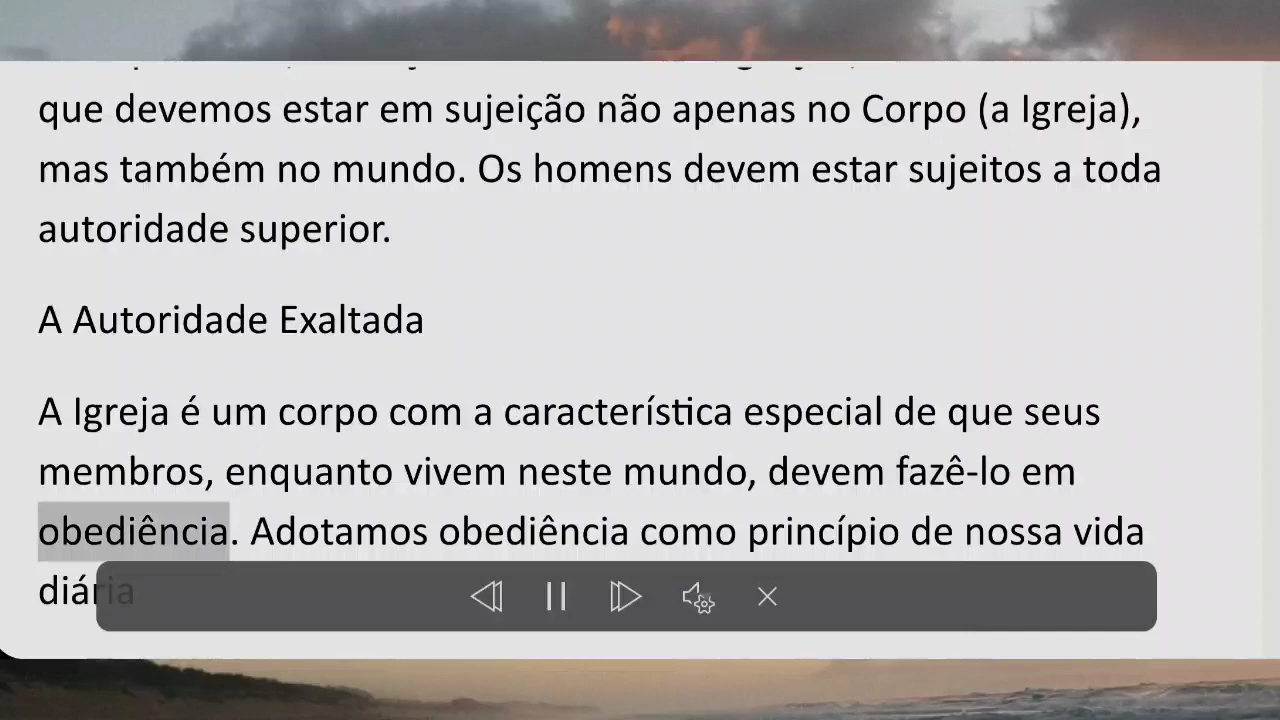 que devemos estar em sujeição não apenas no Corpo (a Igreja),
mas também no mundo. Os homens devem estar sujeitos a toda
autoridade superior.
A Autoridade Exaltada
A Igreja é um corpo com a característica especial de que seus
membros, enquanto vivem neste mundo, devem fazê-lo em
obediência. Adotamos obediência como princípio de nossa vida
diária